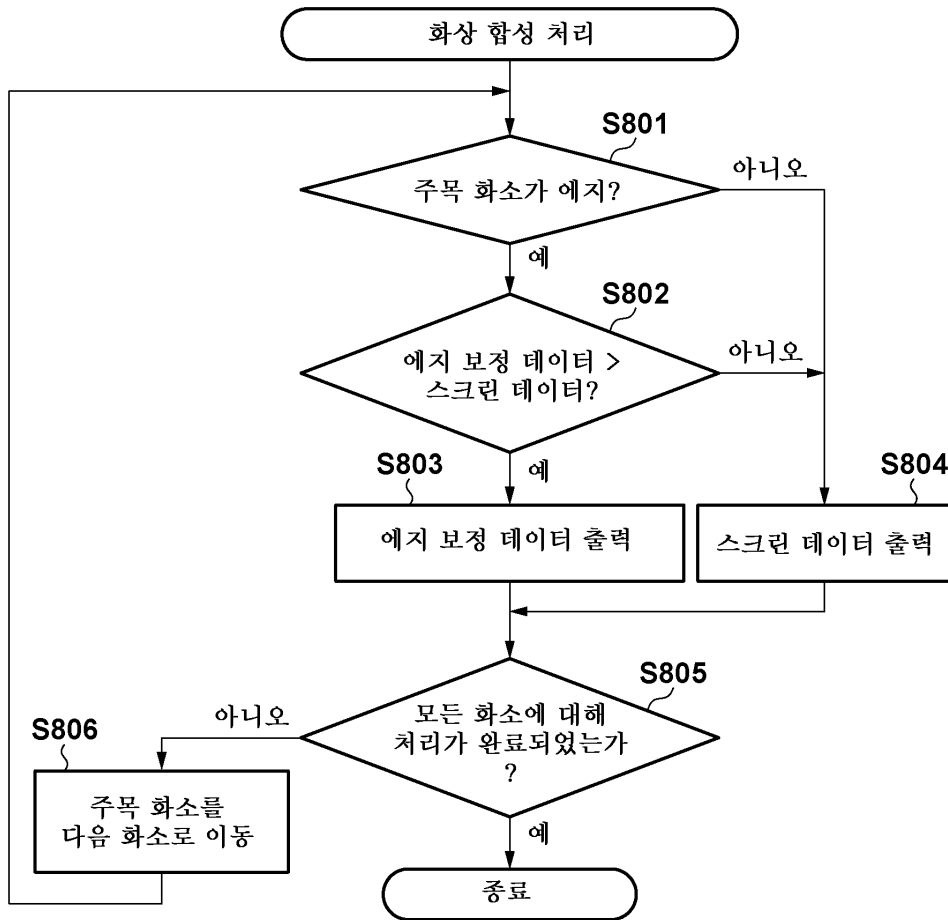 화상 합성 처리
S801
주목 화소가 에지?
아니오
예
S802
에지 보정 데이터 >
스크린 데이터?
아니오
예
S803
에지 보정 데이터 출력
S804
스크린 데이터 출력
S805
모든 화소에 대해
처리가 완료되었는가
?
아니오
S806
주목 화소를
다음 화소로 이동
예
종료